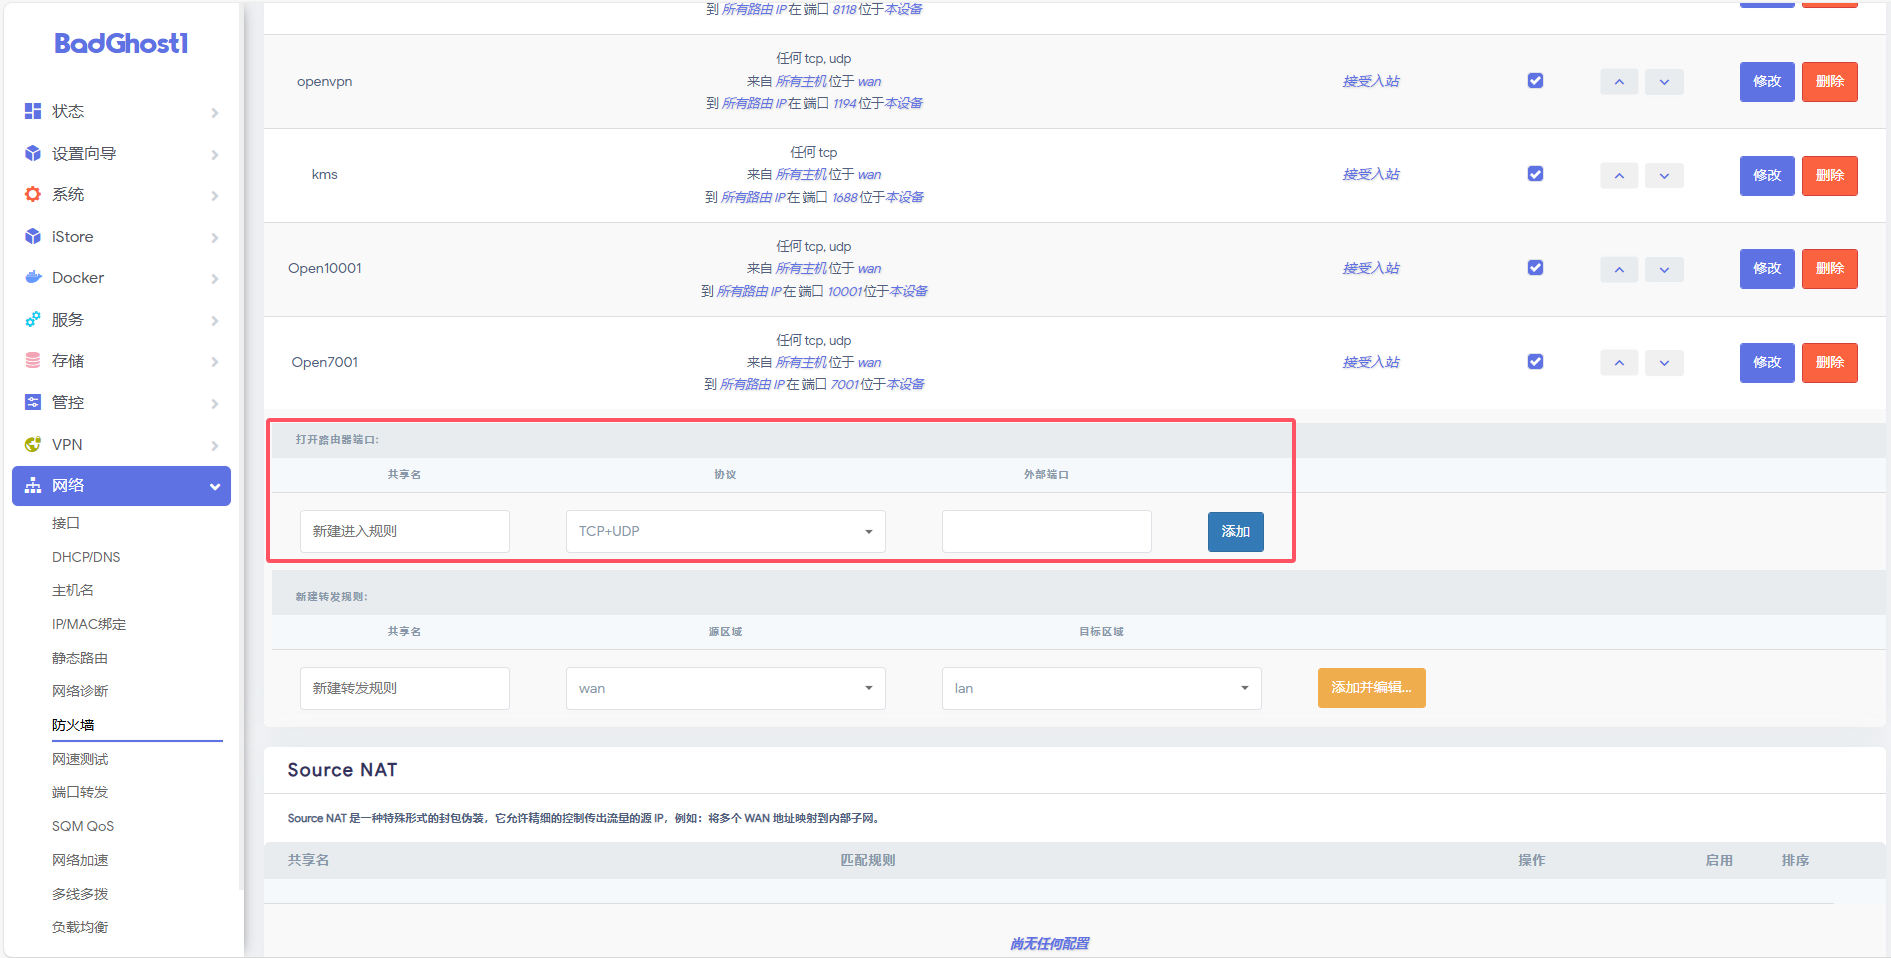 BadGhost1
状态
设置向导
系统
iStore
Docker
服务
存储
管控
VPN
网络
接口
DHCP/DNS
主机名
IP/MAC绑定
静态路由
网络诊断
防火墙
网速测试
端口转发
SQM QoS
网络加速
多线多拨
负载均衡
到 所有路由 IP 在 端口 8118 位于本设备
任何 tcp, udp
openvpn 来自 所有主机 位于 wan 接受入站 修改 删除
到 所有路由 IP 在 端口 1194 位于本设备
任何 tcp
kms 来自 所有主机 位于 wan 接受入站 修改 删除
到 所有路由 IP 在 端口 1688 位于本设备
任何 tcp, udp
Open10001 来自 所有主机 位于 wan 接受入站 修改 删除
到 所有路由 IP 在 端口 10001 位于本设备
任何 tcp, udp
Open7001 来自 所有主机 位于 wan 接受入站 修改 删除
到 所有路由 IP 在 端口 7001 位于本设备
打开路由器端口:
共享名 协议 外部端口
新建进入规则 TCP+UDP 添加
新建转发规则:
共享名 源区域 目标区域
新建转发规则 wan lan 添加并编辑...
Source NAT
Source NAT 是一种特殊形式的封包伪装，它允许精细的控制传出流量的源 IP，例如：将多个 WAN 地址映射到内部子网。
共享名 匹配规则 操作 启用 排序
尚无任何配置